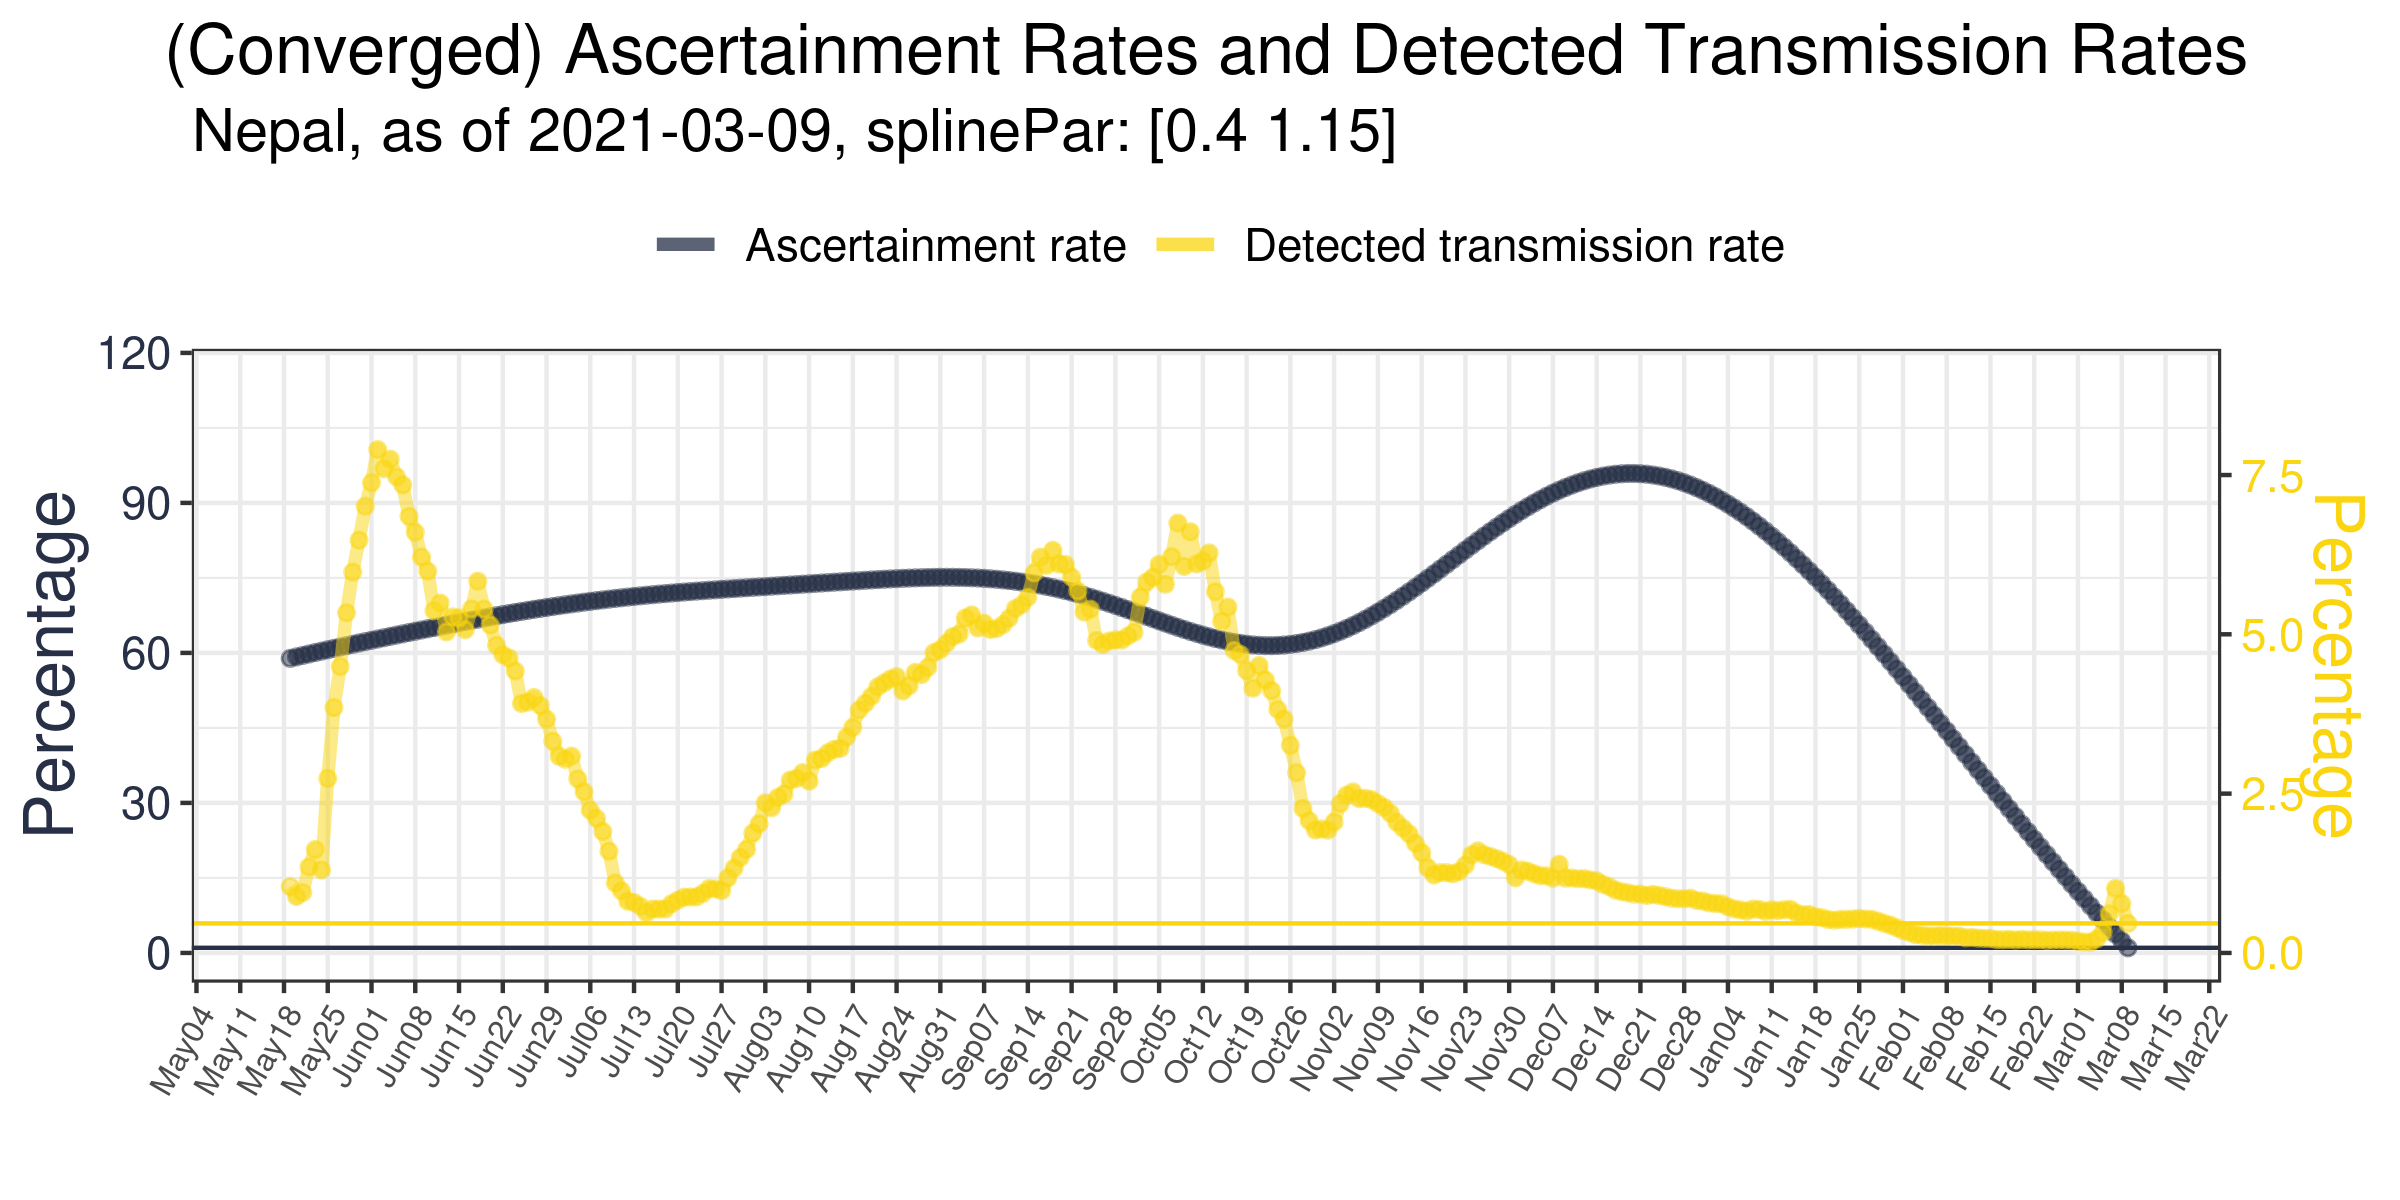 (Converged) Ascertainment Rates and Detected Transmission Rates
Nepal, as of 2021-03-09, splinePar: [0.4 1.15]
Ascertainment rate Detected transmission rate
Percentage
120
90
60
30
0
7.5
5.0
2.5
0.0
Percentage
May04 May11 May18 May25 Jun01 Jun08 Jun15 Jun22 Jun29 Jul06 Jul13 Jul20 Jul27 Aug03 Aug10 Aug17 Aug24 Aug31 Sep07 Sep14 Sep21 Sep28 Oct05 Oct12 Oct19 Oct26 Nov02 Nov09 Nov16 Nov23 Nov30 Dec07 Dec14 Dec21 Dec28 Jan04 Jan11 Jan18 Jan25 Feb01 Feb08 Feb15 Feb22 Mar01 Mar08 Mar15 Mar22